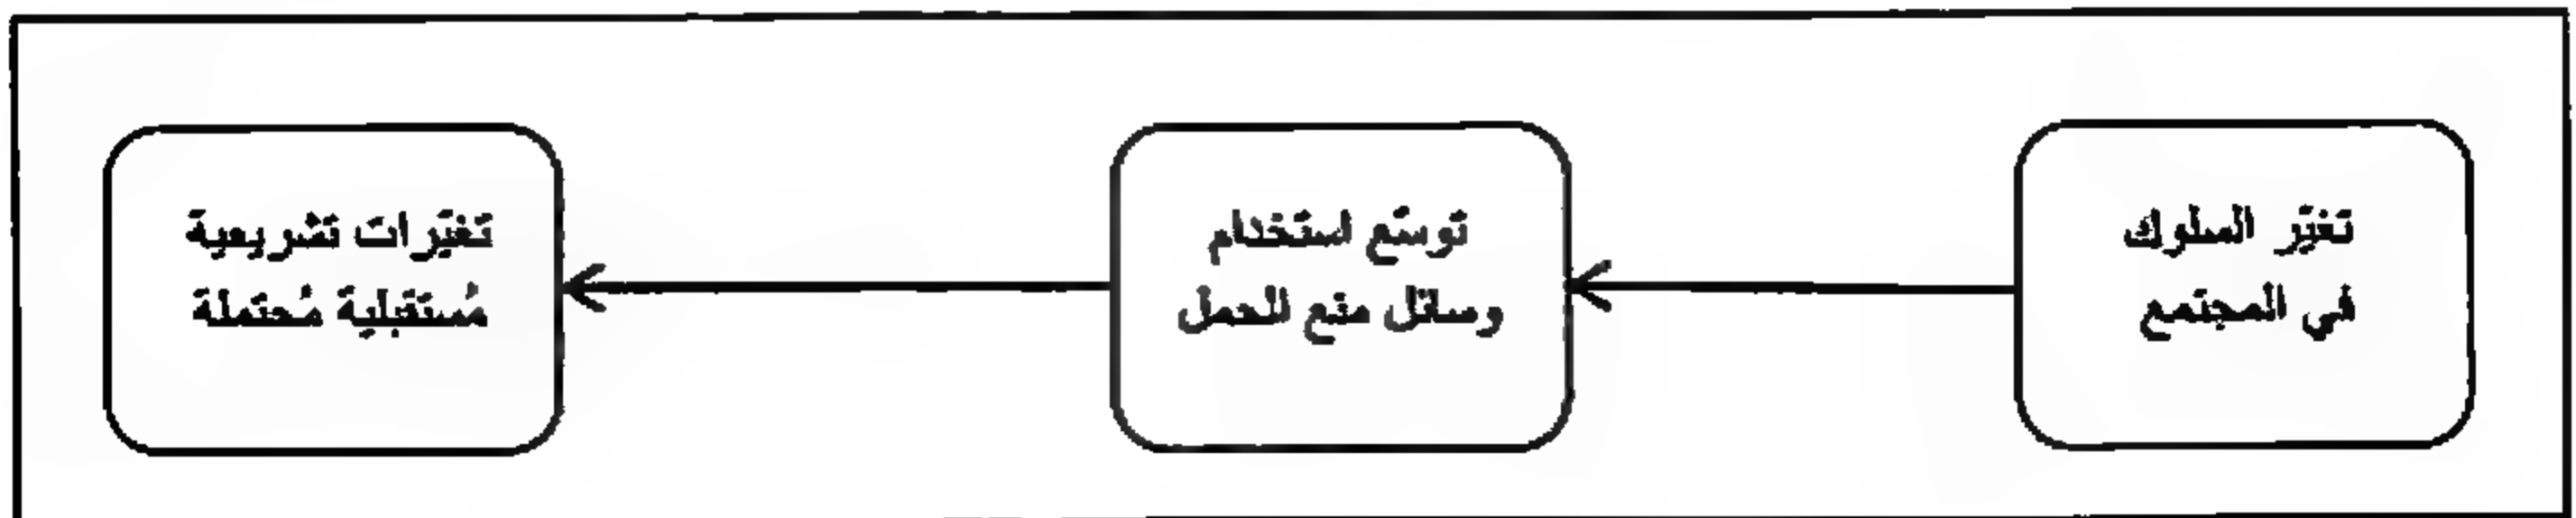 تغيّر السلوك
في المجتمع
توسّع استخدام
وسائل منع الحمل
تغيّرات تشريعية
مُستقبلية مُحتملة